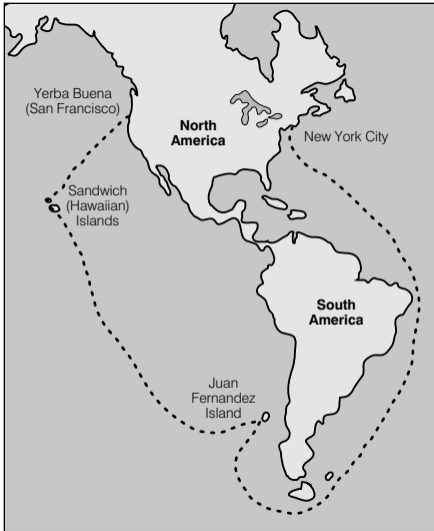 Yerba Buena
(San Francisco)
North
America
New York City
Sandwich
(Hawaiian)
Islands
South
America
Juan
Fernandez
Island